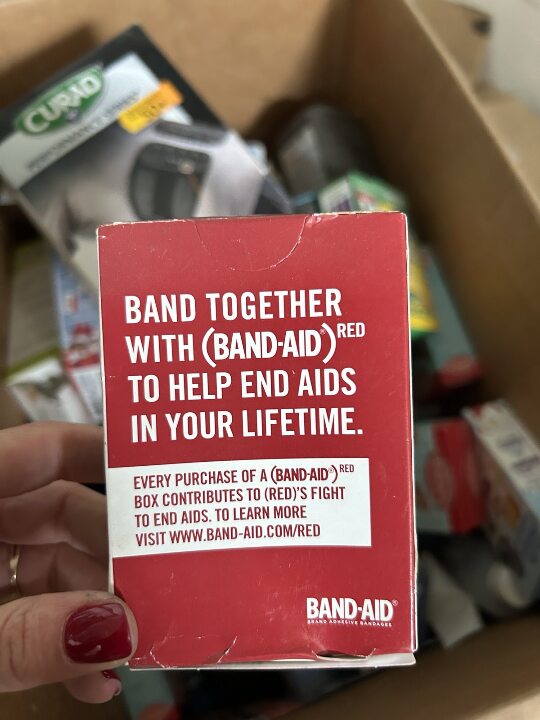 CURAD
BAND TOGETHER
WITH (BAND-AID®)RED
TO HELP END AIDS
IN YOUR LIFETIME.
EVERY PURCHASE OF A (BAND-AID®)RED
BOX CONTRIBUTES TO (RED)'S FIGHT
TO END AIDS. TO LEARN MORE
VISIT WWW.BAND-AID.COM/RED
BAND-AID®
BRAND ADHESIVE BANDAGES